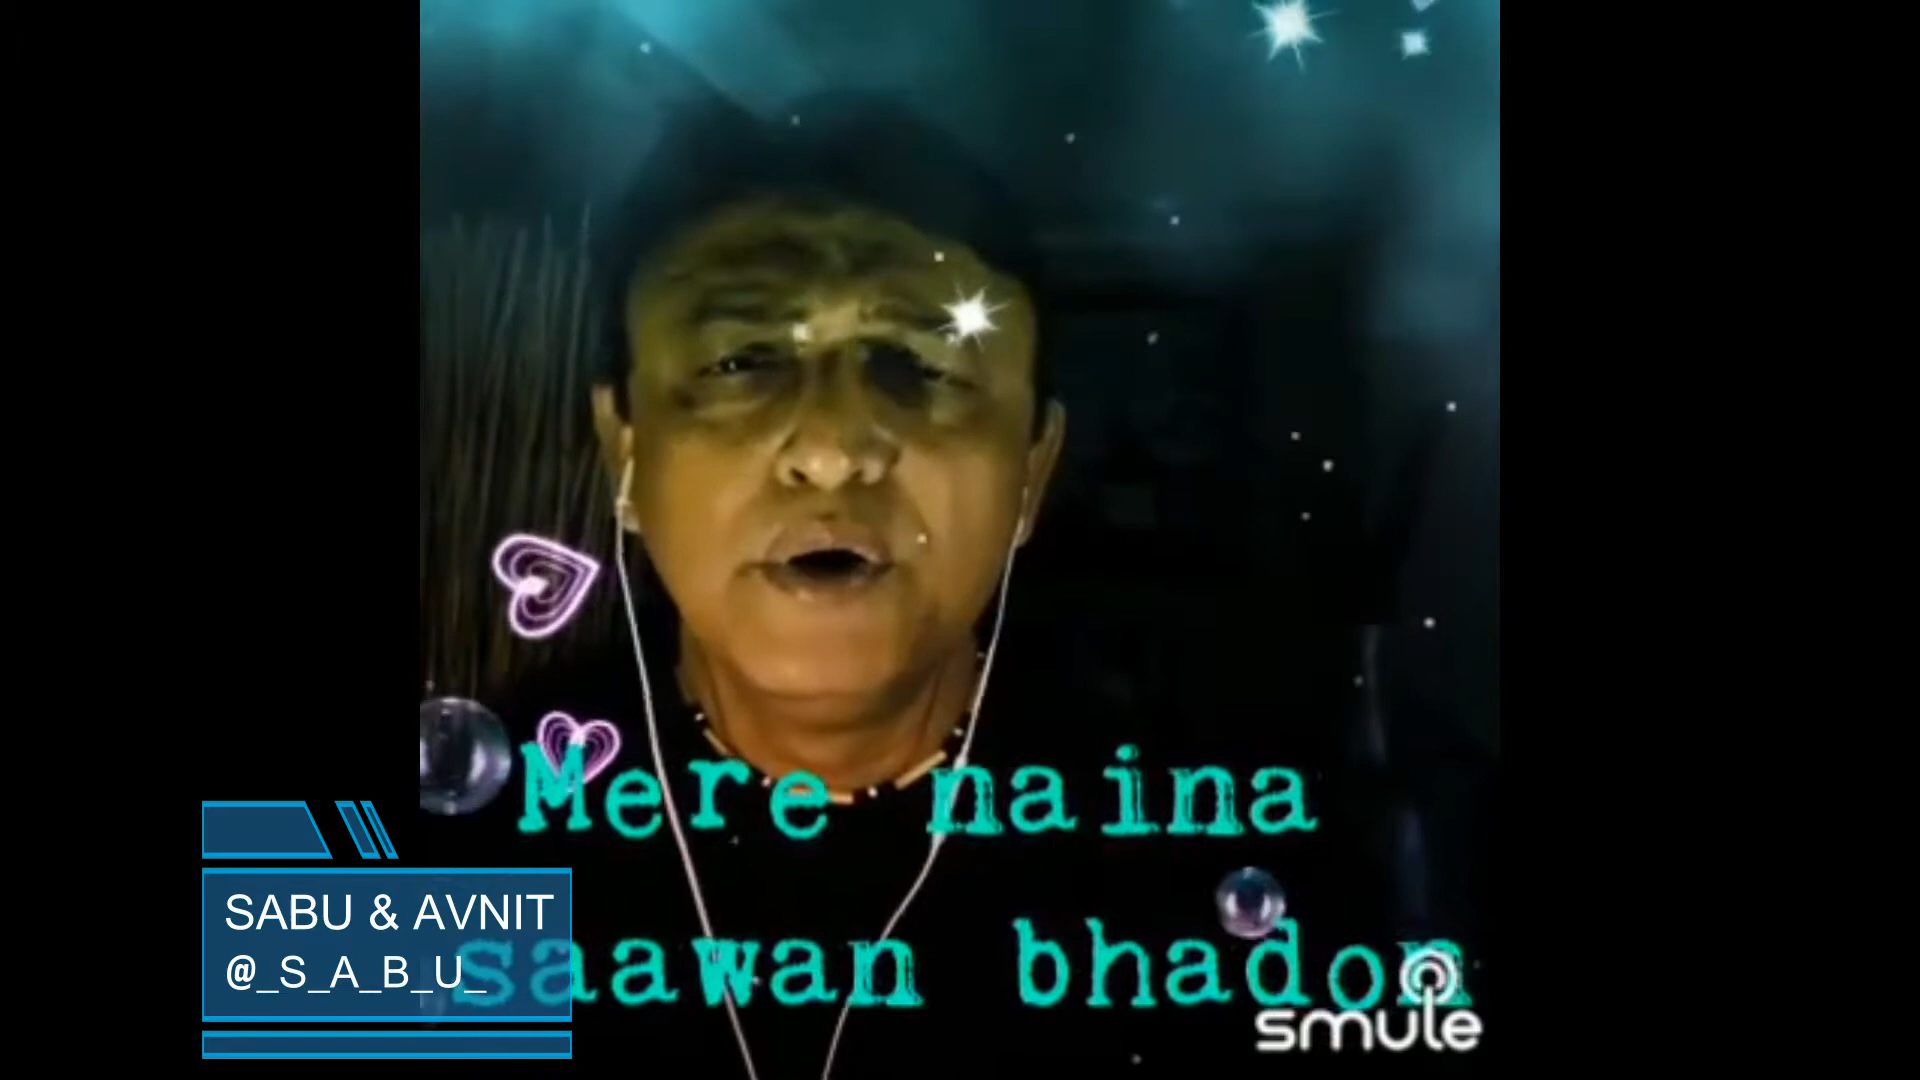 Mere naina
saawan bhadon
SABU & AVNIT
@_S_A_B_U_
smule